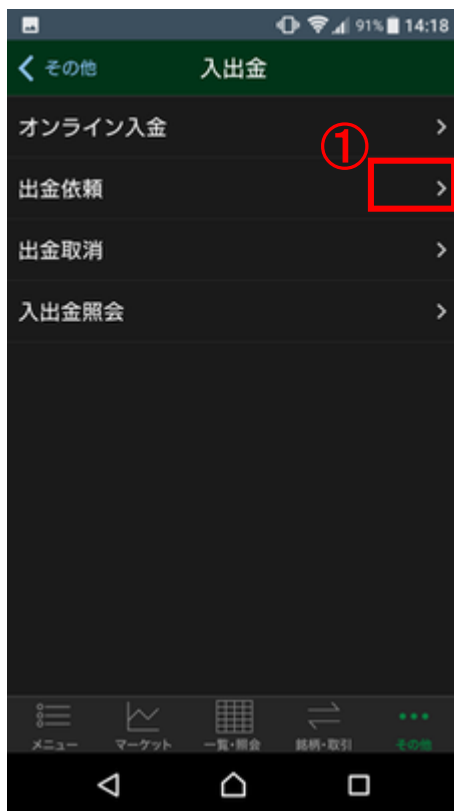 91% 14:18
その他 入出金
オンライン入金
①
出金依頼
出金取消
入出金照会
メニュー マーケット 一覧・照会 銘柄・取引 その他